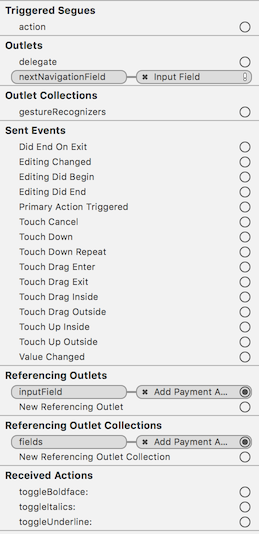 Triggered Segues
action
Outlets
delegate
nextNavigationField ✖ Input Field
Outlet Collections
gestureRecognizers
Sent Events
Did End On Exit
Editing Changed
Editing Did Begin
Editing Did End
Primary Action Triggered
Touch Cancel
Touch Down
Touch Down Repeat
Touch Drag Enter
Touch Drag Exit
Touch Drag Inside
Touch Drag Outside
Touch Up Inside
Touch Up Outside
Value Changed
Referencing Outlets
inputField ✖ Add Payment A...
New Referencing Outlet
Referencing Outlet Collections
fields ✖ Add Payment A...
New Referencing Outlet Collection
Received Actions
toggleBoldface:
toggleItalics:
toggleUnderline: